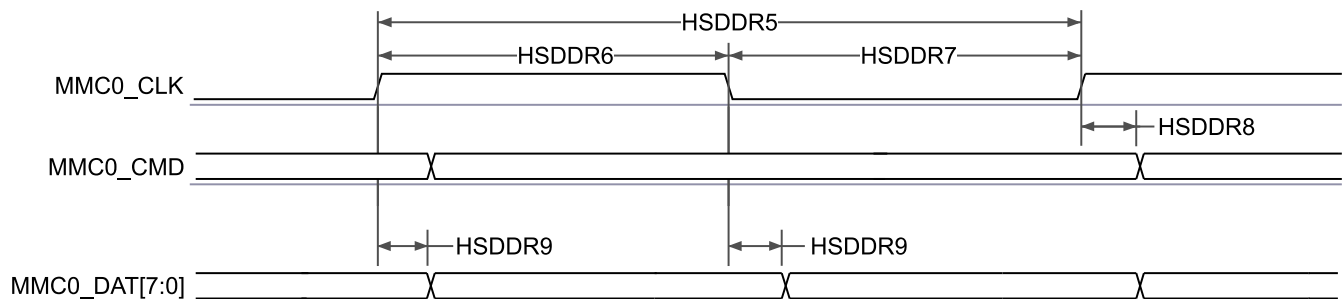 HSDDR5
HSDDR6
HSDDR7
MMC0_CLK
HSDDR8
MMC0_CMD
HSDDR9
HSDDR9
MMC0_DAT[7:0]